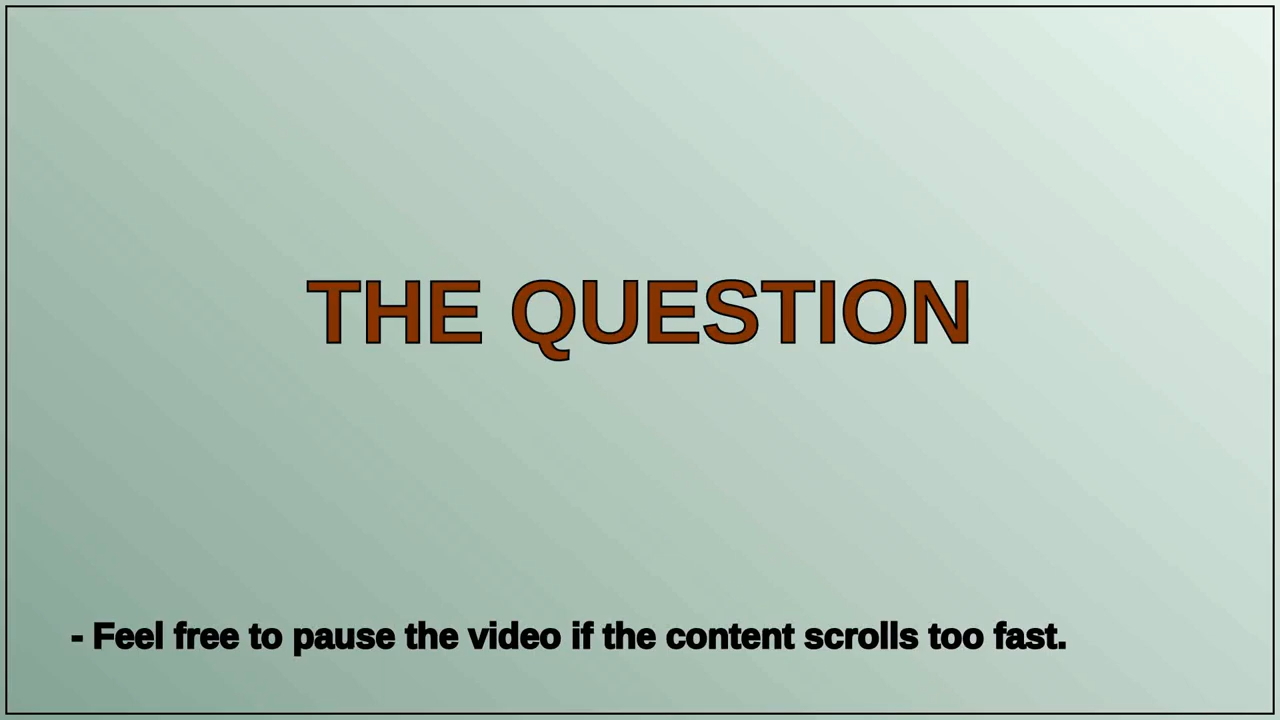 THE QUESTION
- Feel free to pause the video if the content scrolls too fast.